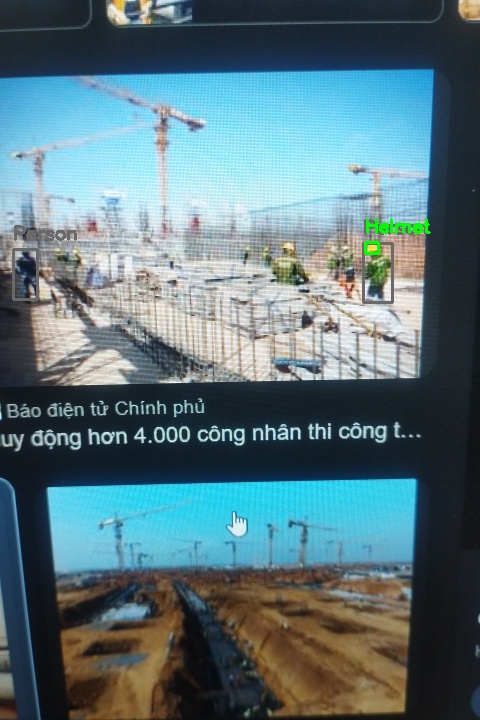 Person
Helmet
Báo điện tử Chính phủ
uy động hơn 4.000 công nhân thi công t...